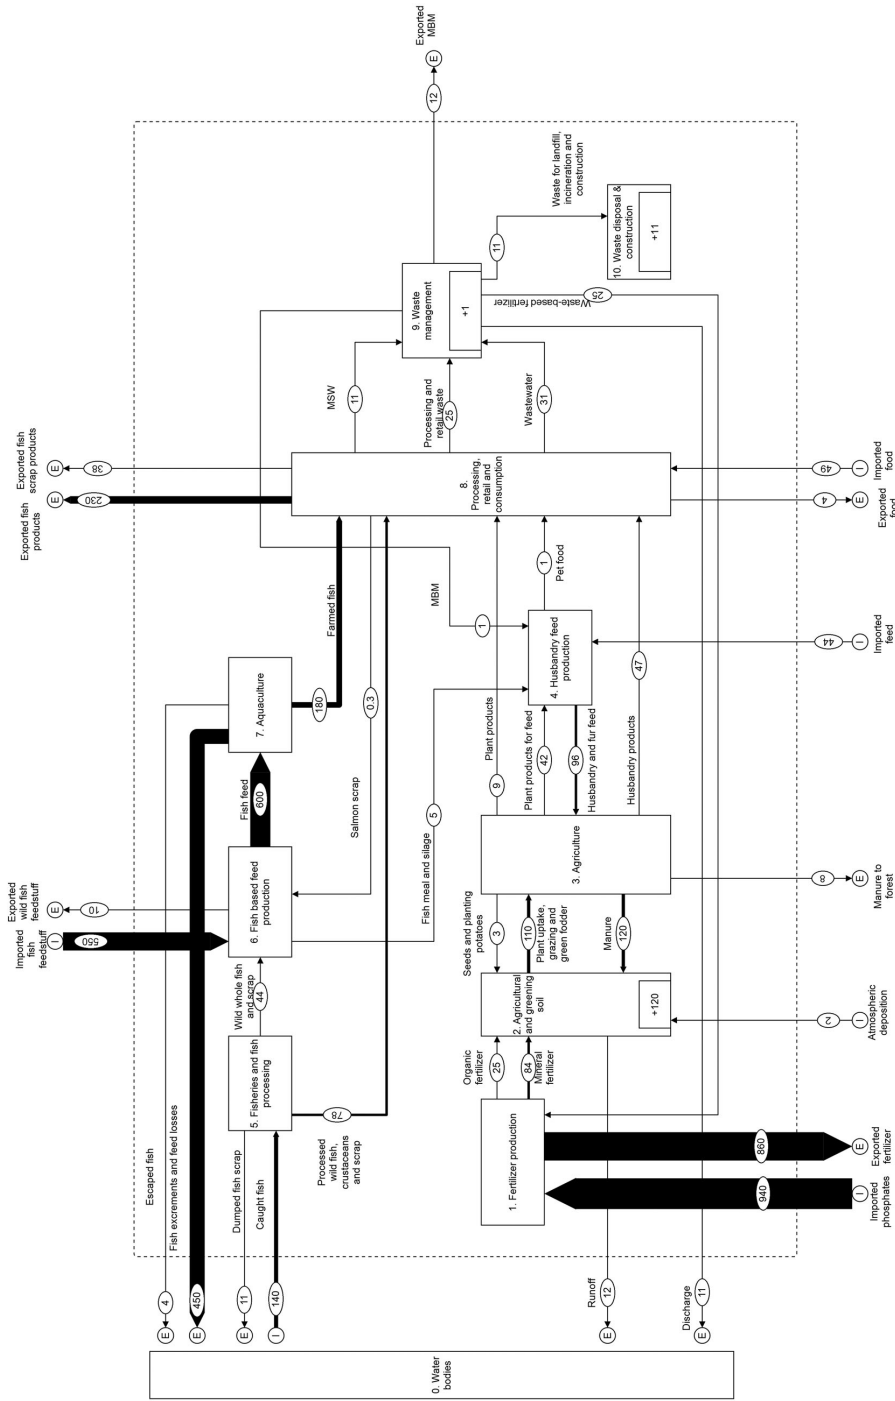 0. Water
bodies
E
4
Escaped fish
E
450
Fish excrements and feed losses
E
11
Dumped fish scrap
I
140
Caught fish
E
12
Runoff
E
11
Discharge
5. Fisheries and fish
processing
78
Processed
wild fish,
crustaceans
and scrap
Wild whole fish
and scrap
44
Imported
fish
feedstuff
I
550
Exported
wild fish
feedstuff
E
10
6. Fish based feed
production
Fish feed
600
7. Aquaculture
180
Farmed fish
0.3
Salmon scrap
5
Fish meal and silage
1. Fertilizer production
940
I
Imported
phosphates
860
E
Exported
fertilizer
Organic
fertilizer
25
84
Mineral
fertilizer
2. Agricultural
and greening
soil
+120
2
I
Atmospheric
deposition
Seeds and planting
potatoes
3
110
Plant uptake,
grazing and
green fodder
Manure
120
3. Agriculture
8
E
Manure to
forest
Plant products
9
Plant products for feed
42
96
Husbandry and fur feed
Husbandry products
47
4. Husbandry feed
production
44
I
Imported
feed
MBM
1
1
Pet food
Exported fish
products
E
230
Exported fish
scrap products
E
38
8.
Processing,
retail and
consumption
4
E
Exported
food
49
I
Imported
food
MSW
11
Processing and
retail waste
25
Wastewater
31
9. Waste
management
+1
Waste-based fertilizer
25
11
Waste for landfill,
incineration and
construction
10. Waste disposal &
construction
+11
12
E
Exported
MBM